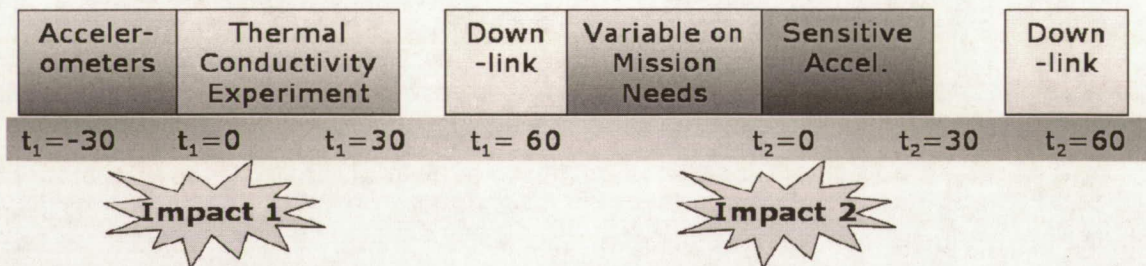 Acceler-
ometers
Thermal
Conductivity
Experiment
Down
-link
Variable on
Mission
Needs
Sensitive
Accel.
Down
-link
t₁=-30 t₁=0 t₁=30 t₁= 60 t₂=0 t₂=30 t₂=60
Impact 1 Impact 2